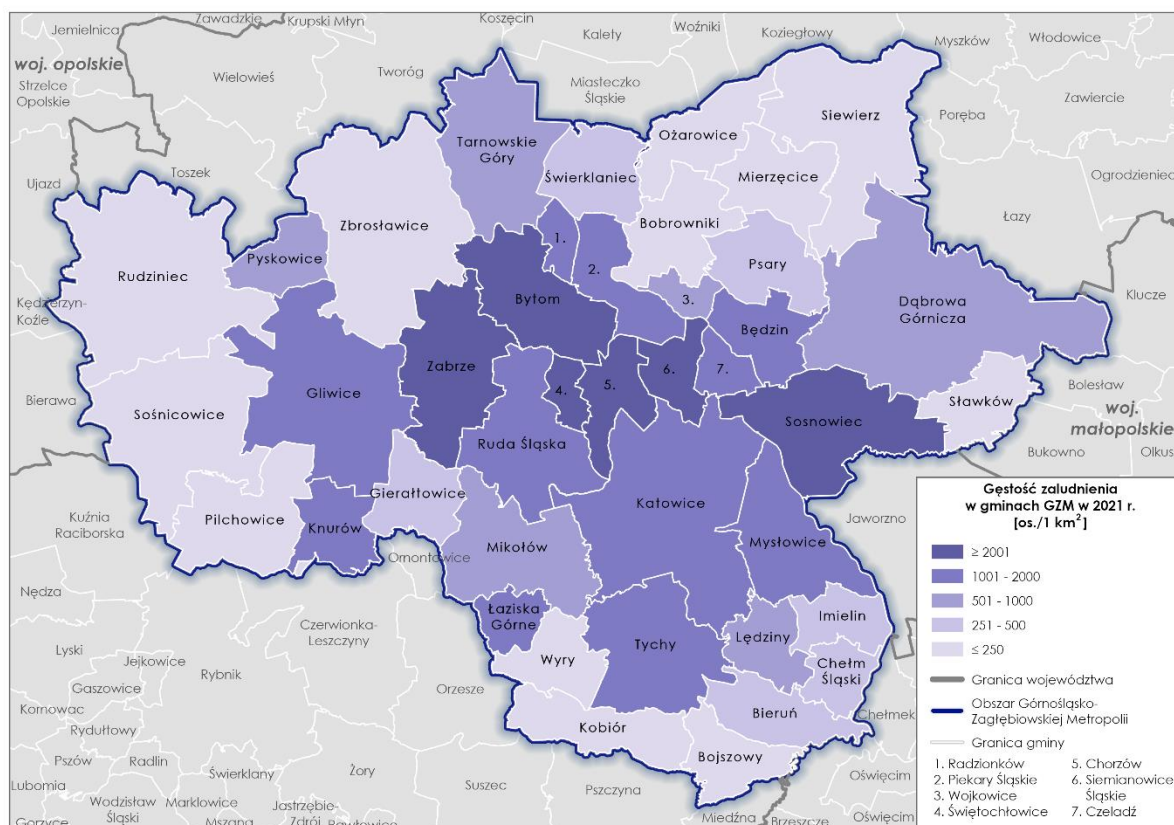 Jemielnica
Zawadzkie
Krupski Młyn
Koszęcin
Kalety
Woźniki
Koziegłowy
Myszków
Włodowice
woj. opolskie
Strzelce
Opolskie
Wielowieś
Tworóg
Miasteczko
Śląskie
Poręba
Zawiercie
Siewierz
Ożarowice
Tarnowskie
Góry
Świerklaniec
Mierzęcice
Ogrodzieniec
Ujazd
Toszek
Zbrosławice
Bobrowniki
Łazy
1.
2.
Psary
Rudziniec
Pyskowice
Bytom
3.
Dąbrowa
Górnicza
Klucze
Kędzierzyn-
Koźle
Będzin
Zabrze
4.
5.
6.
7.
Gliwice
Bierawa
Sośnicowice
Sosnowiec
Sławków
Bolesław
woj.
małopolskie
Bukowno
Olkusz
Ruda Śląska
Gierałtowice
Katowice
Pilchowice
Knurów
Kuźnia
Raciborska
Jaworzno
Ornontowice
Mikołów
Mysłowice
Nędza
Łaziska
Górne
Imielin
Lędziny
Czerwionka-
Leszczyny
Tychy
Wyry
Chełm
Śląski
Lyski
Jejkowice
Rybnik
Gaszowice
Kornowac
Rydułtowy
Orzesze
Kobiór
Bieruń
Chełmek
Bojszowy
Pszów
Radlin
Lubomia
Świerklany
Żory
Suszec
Pszczyna
Oświęcim
Wodzisław
Śląski
Marklowice
Mszana
Jastrzębie-
Zdrój
Pawłowice
Gorzyce
Miedźna
Brzeszcze
Oświęcim
Gęstość zaludnienia
w gminach GZM w 2021 r.
[os./1 km²]
≥ 2001
1001 - 2000
501 - 1000
251 - 500
≤ 250
Granica województwa
Obszar Górnośląsko-
Zagłębiowskiej Metropolii
Granica gminy
1. Radzionków
2. Piekary Śląskie
3. Wojkowice
4. Świętochłowice
5. Chorzów
6. Siemianowice
Śląskie
7. Czeladź